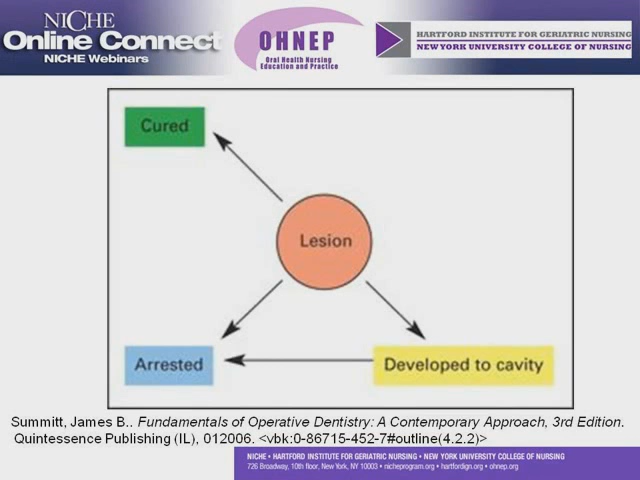 NICHE
Online Connect
NICHE Webinars
OHNEP
Oral Health Nursing
Education and Practice
HARTFORD INSTITUTE FOR GERIATRIC NURSING
NEW YORK UNIVERSITY COLLEGE OF NURSING
Cured
Lesion
Arrested
Developed to cavity
Summitt, James B.. Fundamentals of Operative Dentistry: A Contemporary Approach, 3rd Edition.
Quintessence Publishing (IL), 012006. <vbk:0-86715-452-7#outline(4.2.2)>
NICHE • HARTFORD INSTITUTE FOR GERIATRIC NURSING • NEW YORK UNIVERSITY COLLEGE OF NURSING
726 Broadway, 10th floor, New York, NY 10003 • nicheprogram.org • hartfordign.org • ohnep.org